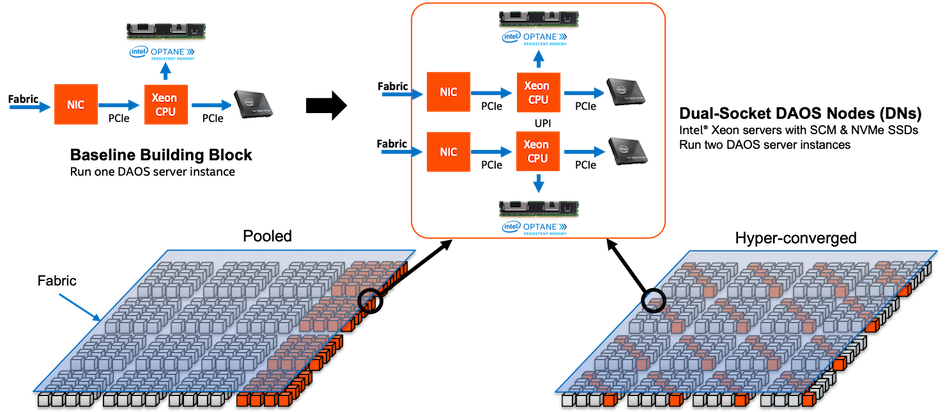 intel OPTANE
PERSISTENT MEMORY
Fabric
NIC
PCIe
Xeon
CPU
PCIe
Baseline Building Block
Run one DAOS server instance
intel OPTANE
PERSISTENT MEMORY
Fabric
NIC
PCIe
Xeon
CPU
PCIe
UPI
Fabric
NIC
PCIe
Xeon
CPU
PCIe
intel OPTANE
PERSISTENT MEMORY
Dual-Socket DAOS Nodes (DNs)
Intel® Xeon servers with SCM & NVMe SSDs
Run two DAOS server instances
Pooled
Fabric
Hyper-converged